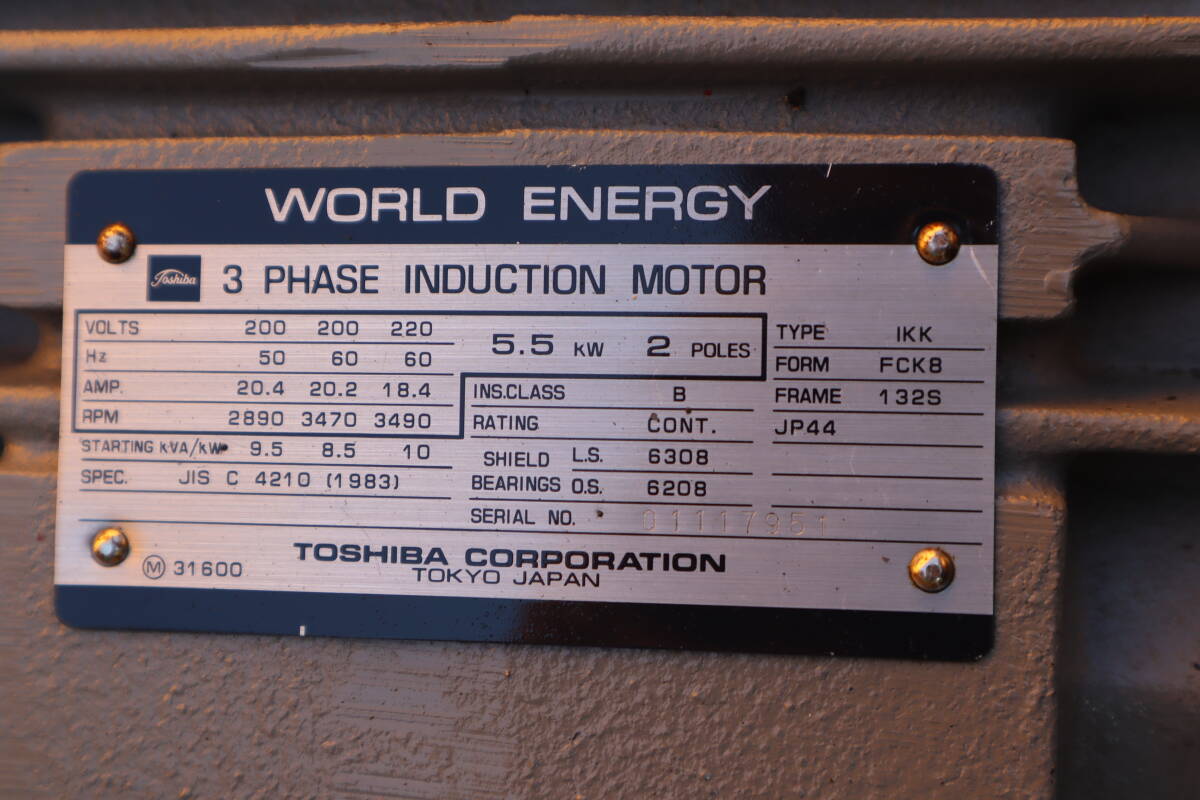 WORLD ENERGY
Toshiba 3 PHASE INDUCTION MOTOR
VOLTS 200 200 220
Hz 50 60 60
AMP. 20.4 20.2 18.4
RPM 2890 3470 3490
STARTING kVA/kW 9.5 8.5 10
SPEC. JIS C 4210 (1983)
5.5 kW 2 POLES
INS.CLASS B
RATING CONT.
SHIELD L.S. 6308
BEARINGS O.S. 6208
SERIAL NO. 01117951
TYPE IKK
FORM FCK8
FRAME 132S
JP44
TOSHIBA CORPORATION
TOKYO JAPAN
Ⓜ 31600